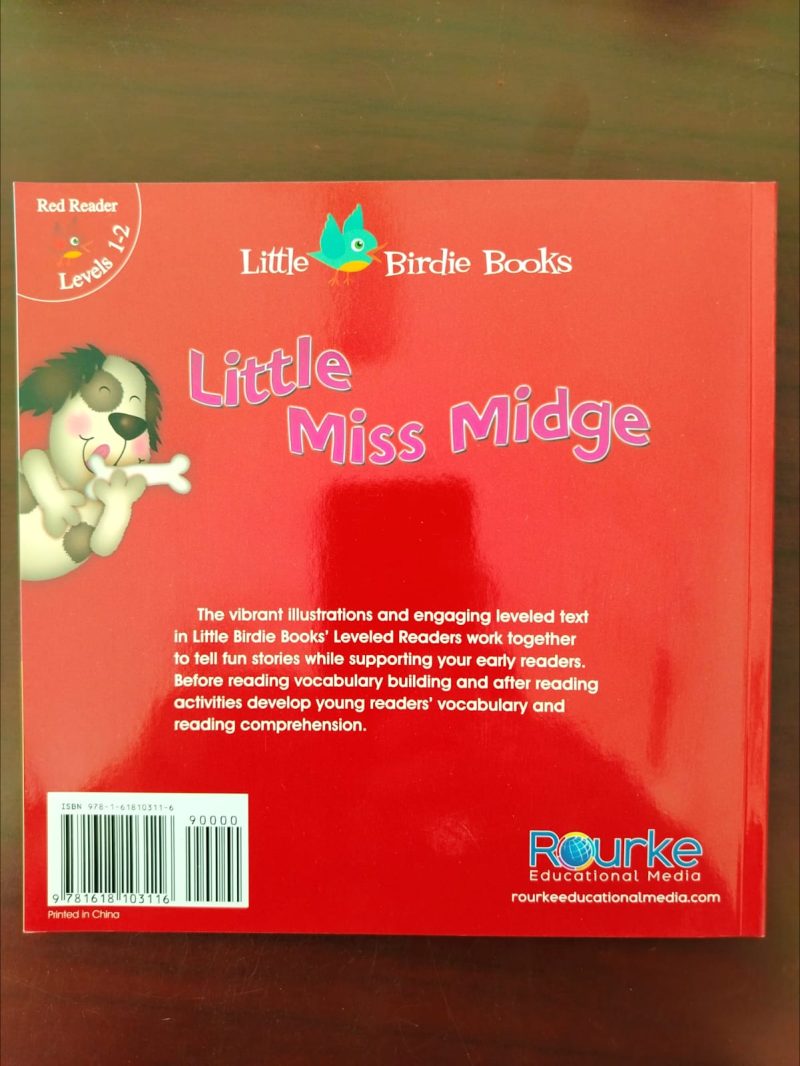 Red Reader
Levels 1-2
Little Birdie Books
Little
Miss Midge
The vibrant illustrations and engaging leveled text
in Little Birdie Books' Leveled Readers work together
to tell fun stories while supporting your early readers.
Before reading vocabulary building and after reading
activities develop young readers' vocabulary and
reading comprehension.
ISBN 978-1-61810311-6
90000
9 781618 103116
Printed in China
Rourke
Educational Media
rourkeeducationalmedia.com